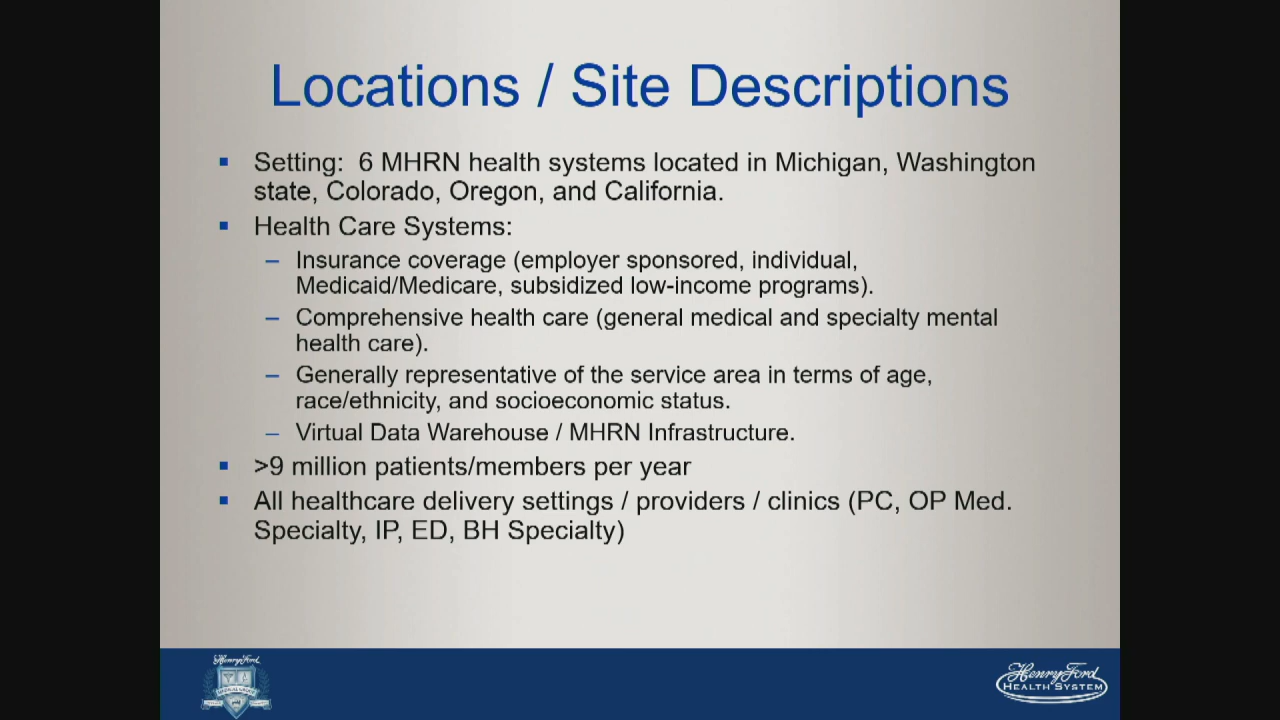 Locations / Site Descriptions
▪ Setting:  6 MHRN health systems located in Michigan, Washington
state, Colorado, Oregon, and California.
▪ Health Care Systems:
– Insurance coverage (employer sponsored, individual,
Medicaid/Medicare, subsidized low-income programs).
– Comprehensive health care (general medical and specialty mental
health care).
– Generally representative of the service area in terms of age,
race/ethnicity, and socioeconomic status.
– Virtual Data Warehouse / MHRN Infrastructure.
▪ >9 million patients/members per year
▪ All healthcare delivery settings / providers / clinics (PC, OP Med.
Specialty, IP, ED, BH Specialty)
Henry Ford
MEDICAL GROUP
Henry Ford
HEALTH SYSTEM